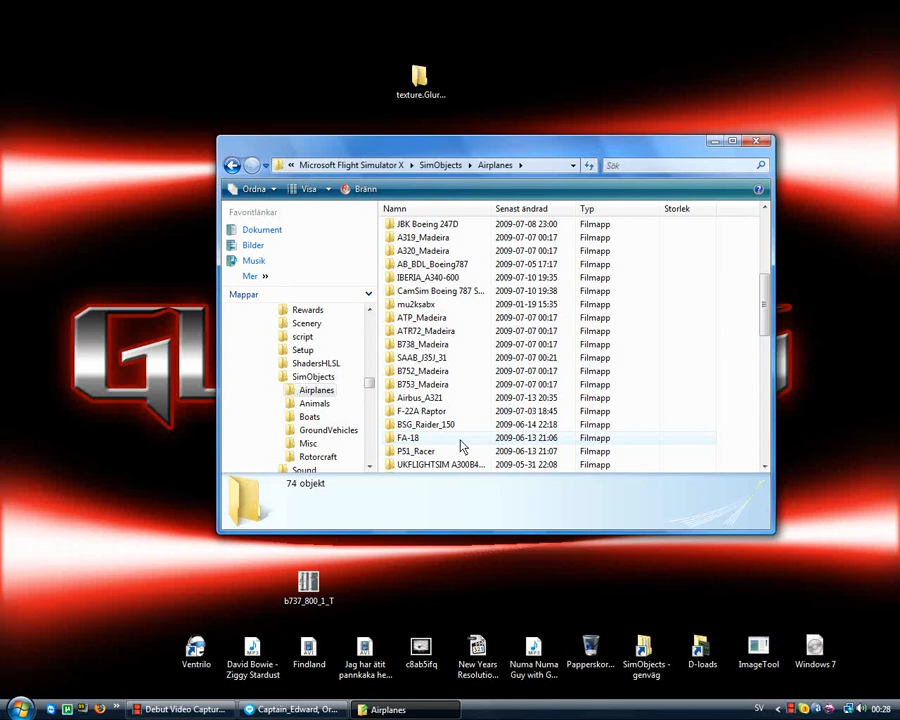 texture.Glur...
Microsoft Flight Simulator X
SimObjects
Airplanes
Sök
Ordna
Visa
Bränn
Favoritlänkar
Dokument
Bilder
Musik
Mer
Mappar
Rewards
Scenery
script
Setup
ShadersHLSL
SimObjects
Airplanes
Animals
Boats
GroundVehicles
Misc
Rotorcraft
Sound
Namn Senast ändrad Typ Storlek
JBK Boeing 247D 2009-07-08 23:00 Filmapp
A319_Madeira 2009-07-07 00:17 Filmapp
A320_Madeira 2009-07-07 00:17 Filmapp
AB_BDL_Boeing787 2009-07-05 17:17 Filmapp
IBERIA_A340-600 2009-07-10 19:35 Filmapp
CamSim Boeing 787 S... 2009-07-10 19:38 Filmapp
mu2ksabx 2009-01-19 15:35 Filmapp
ATP_Madeira 2009-07-07 00:17 Filmapp
ATR72_Madeira 2009-07-07 00:17 Filmapp
B738_Madeira 2009-07-07 00:17 Filmapp
SAAB_J35J_31 2009-07-07 00:21 Filmapp
B752_Madeira 2009-07-07 00:17 Filmapp
B753_Madeira 2009-07-07 00:17 Filmapp
Airbus_A321 2009-07-13 20:35 Filmapp
F-22A Raptor 2009-07-03 18:45 Filmapp
BSG_Raider_150 2009-06-14 22:18 Filmapp
FA-18 2009-06-13 21:06 Filmapp
P51_Racer 2009-06-13 21:07 Filmapp
UKFLIGHTSIM A300B4... 2009-05-31 22:08 Filmapp
74 objekt
b737_800_1_T
Ventrilo
David Bowie - Ziggy Stardust
Findland
Jag har ätit pannkaka he...
c8ab5ifq
New Years Resolutio...
Numa Numa Guy with G...
Papperskor...
SimObjects - genväg
D-loads
ImageTool
Windows 7
Debut Video Captur...
Captain_Edward, Or...
Airplanes
SV
00:28